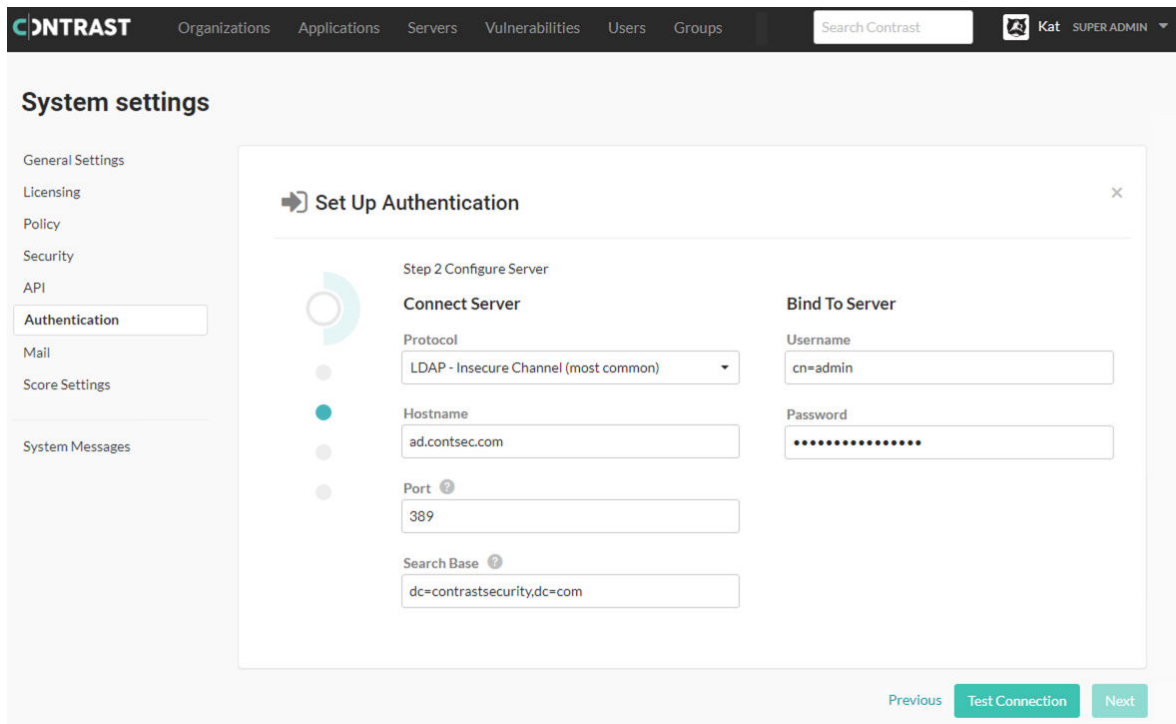 CONTRAST Organizations Applications Servers Vulnerabilities Users Groups Search Contrast Kat SUPER ADMIN
System settings
General Settings
Licensing
Policy
Security
API
Authentication
Mail
Score Settings
System Messages
Set Up Authentication ×
Step 2 Configure Server
Connect Server
Protocol
LDAP - Insecure Channel (most common)
Hostname
ad.contsec.com
Port ?
389
Search Base ?
dc=contrastsecurity,dc=com
Bind To Server
Username
cn=admin
Password
••••••••••••••••
Previous Test Connection Next